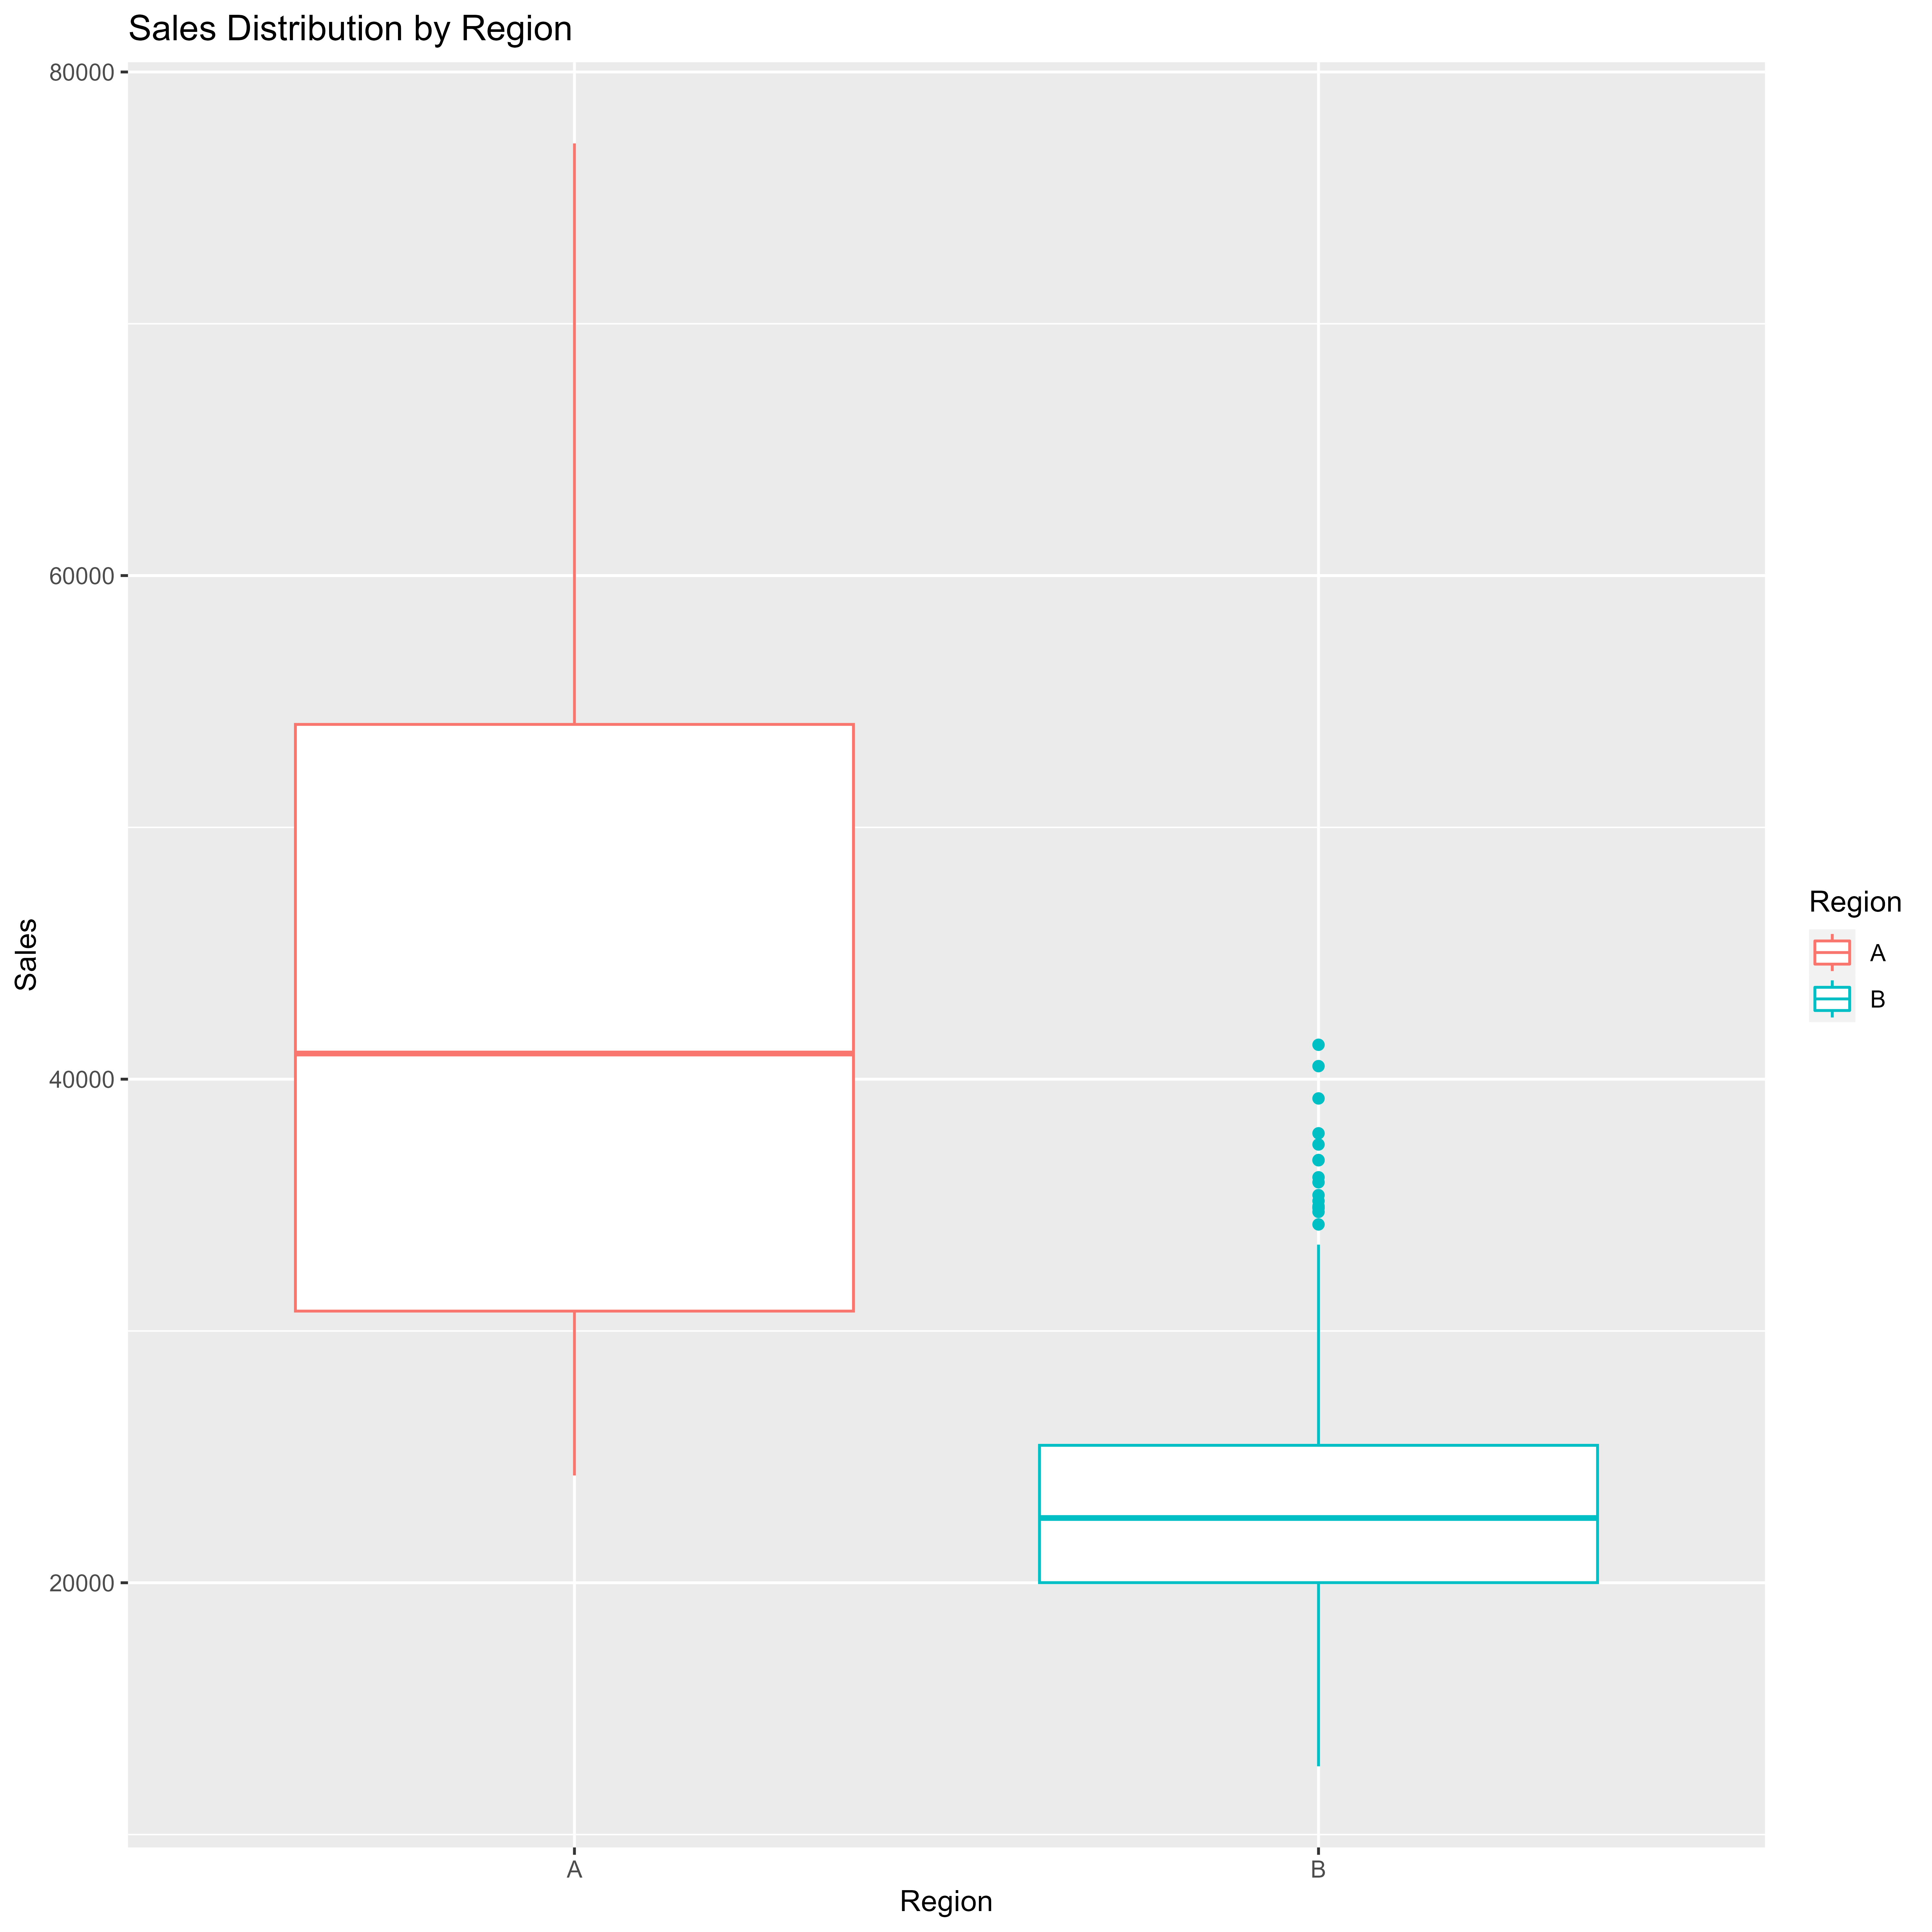 Sales Distribution by Region
80000
60000
40000
20000
Sales
A
B
Region
Region
A
B